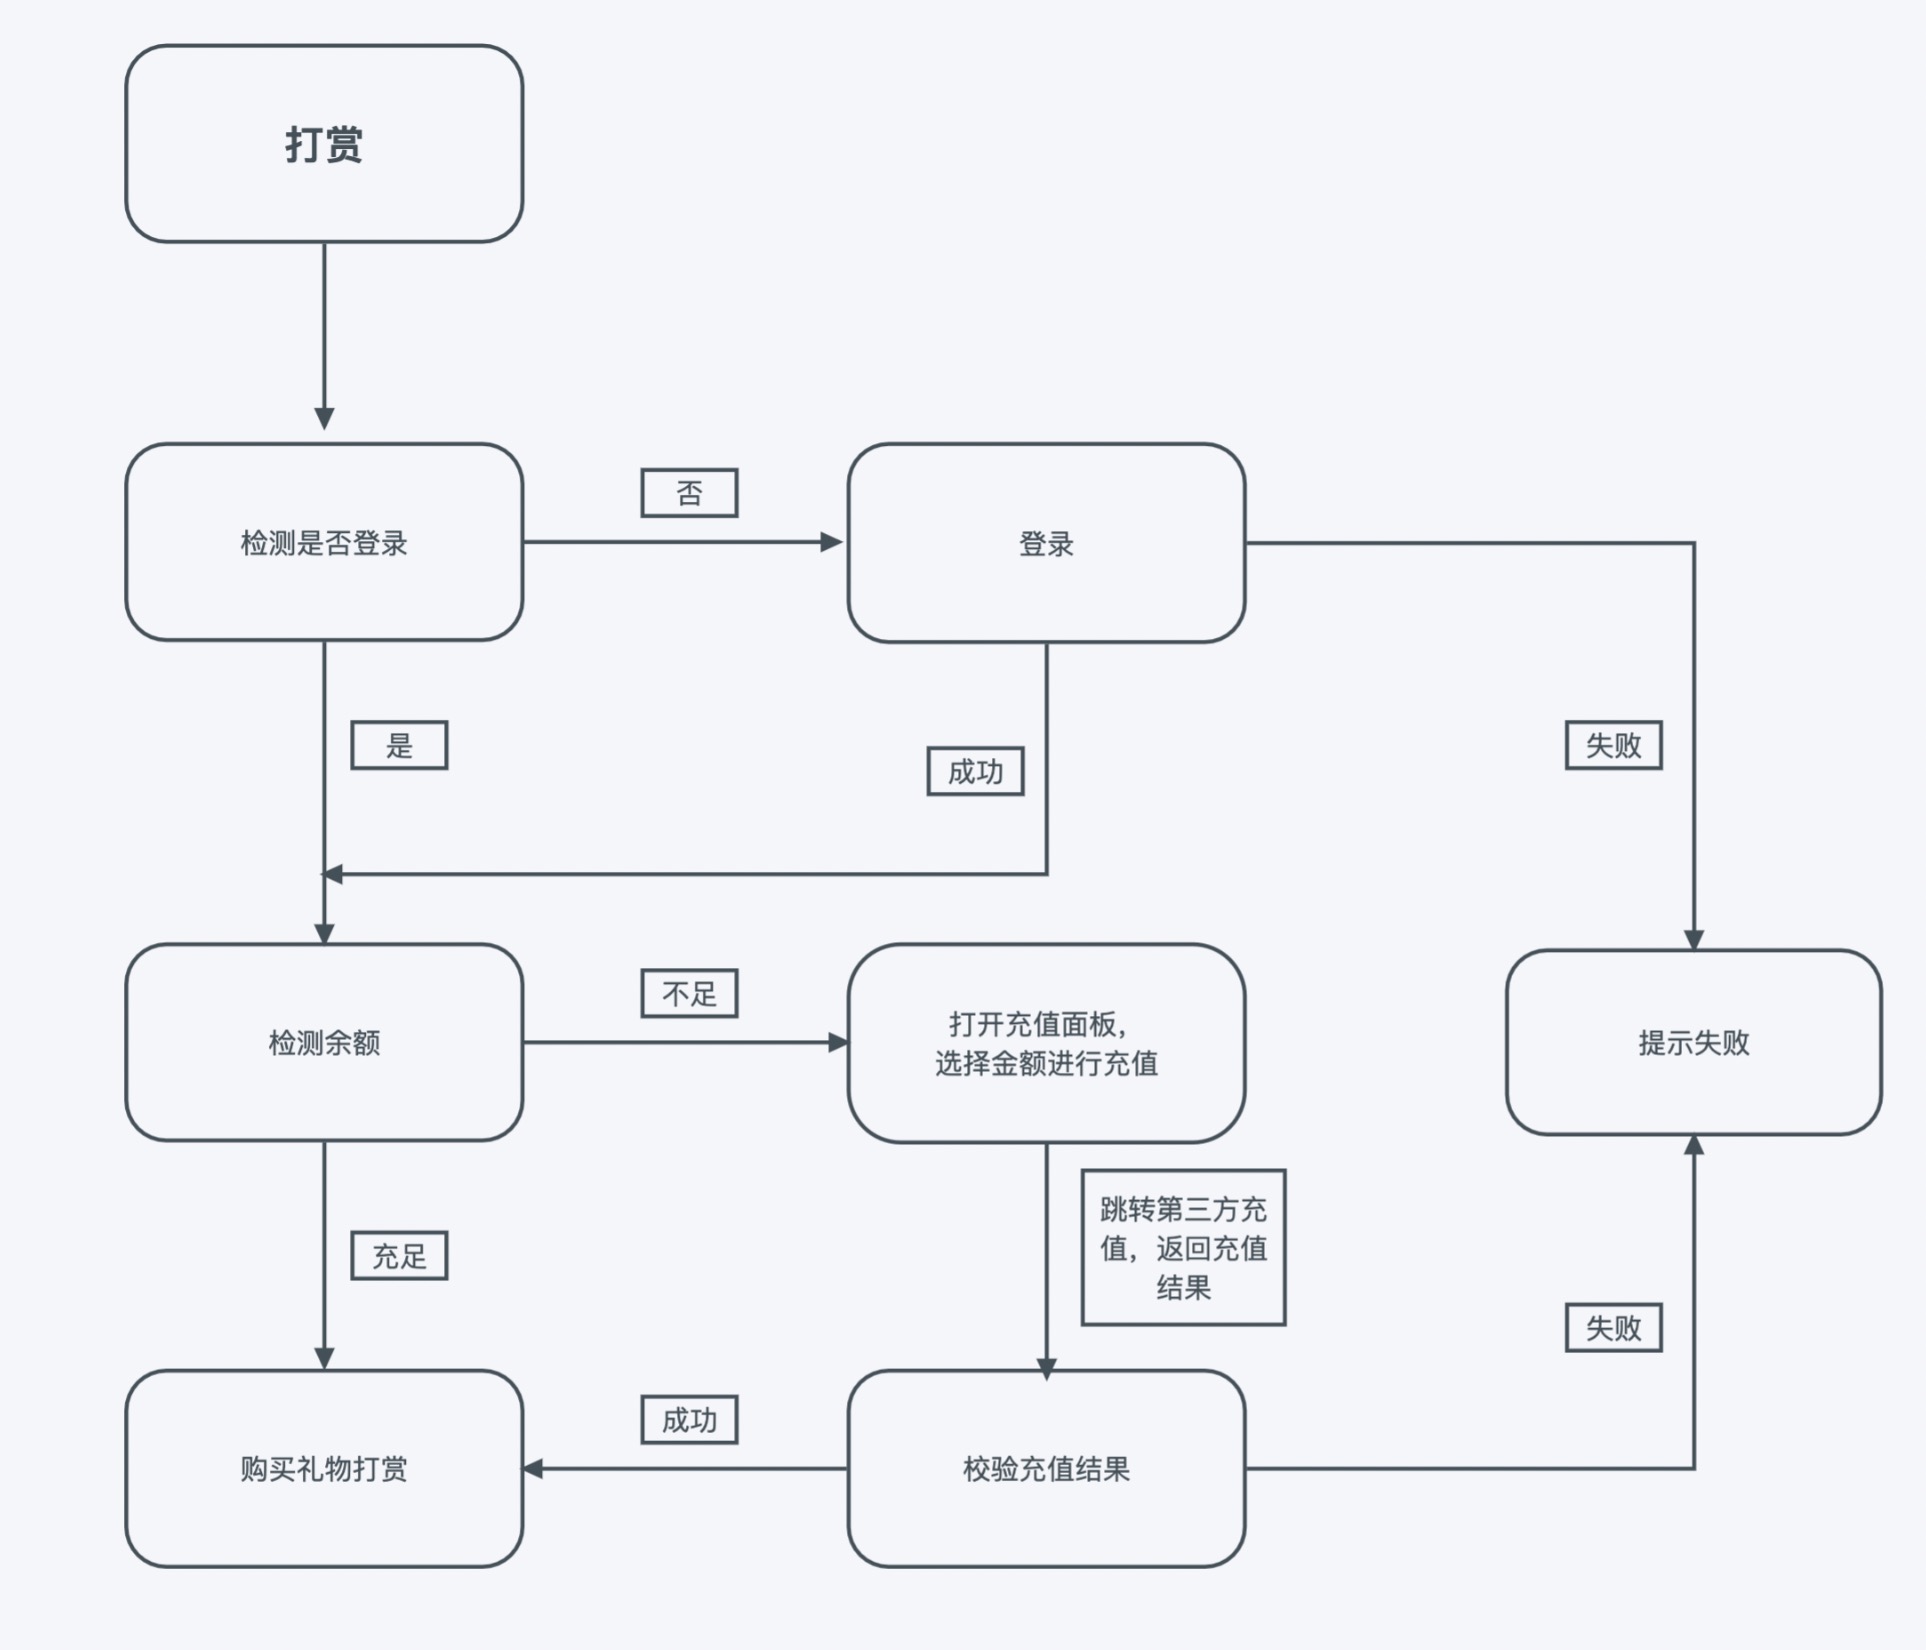 打赏
检测是否登录
否
登录
是
成功
失败
检测余额
不足
打开充值面板,
选择金额进行充值
提示失败
充足
跳转第三方充
值，返回充值
结果
失败
购买礼物打赏
成功
校验充值结果